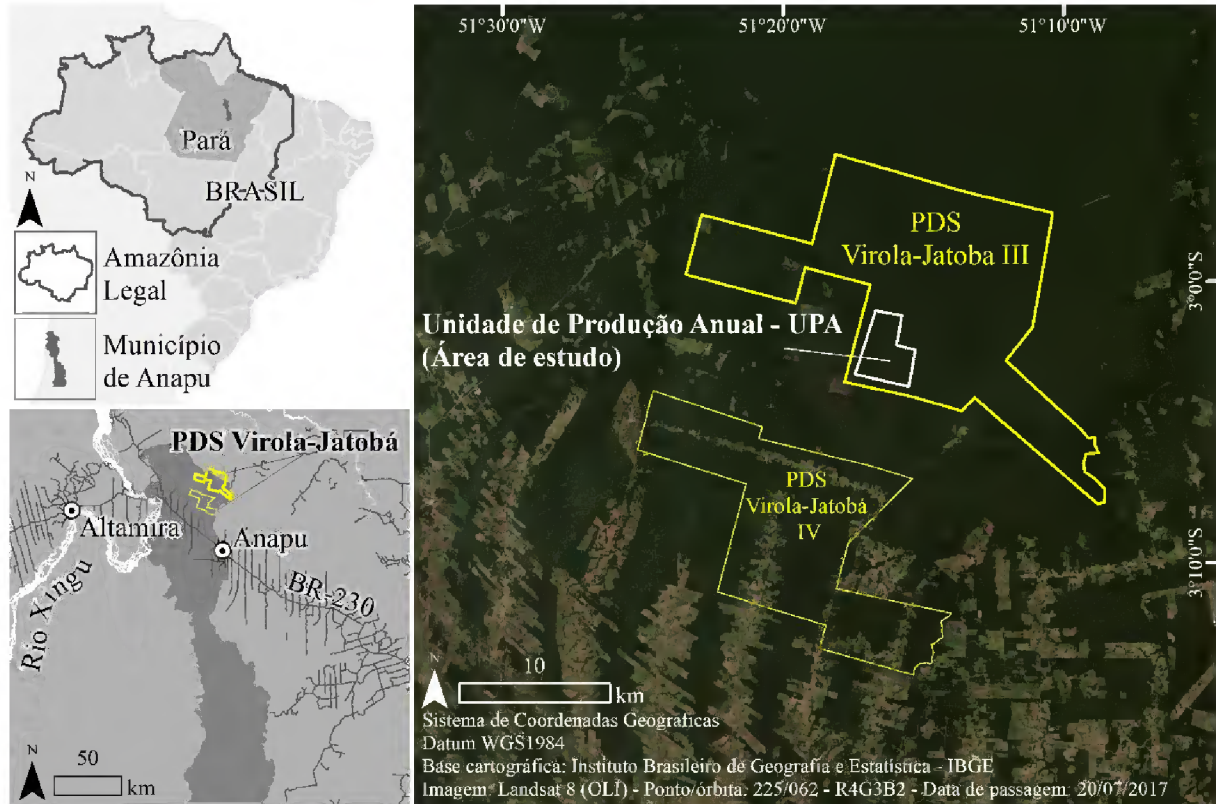 Pará
BRASIL
N
Amazônia
Legal
Município
de Anapu
PDS Virola-Jatobá
Altamira
Anapu
BR-230
Rio Xingu
N
50
km
51°30'0"W
51°20'0"W
51°10'0"W
PDS
Virola-Jatoba III
3°0'0"S
Unidade de Produção Anual - UPA
(Área de estudo)
PDS
Virola-Jatobá
IV
3°10'0"S
N
10
km
Sistema de Coordenadas Geograficas
Datum WGS1984
Base cartográfica: Instituto Brasileiro de Geografia e Estatística - IBGE
Imagem: Landsat 8 (OLI) - Ponto/órbita: 225/062 - R4G3B2 - Data de passagem: 20/07/2017